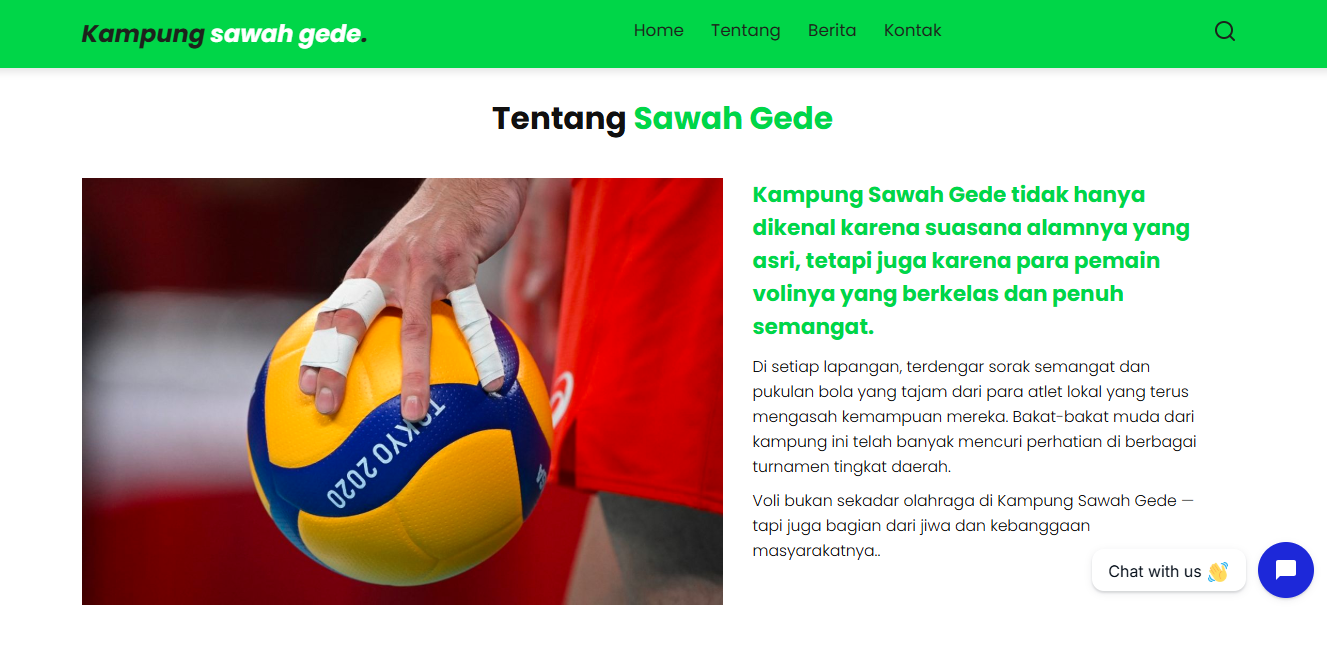 Kampung sawah gede.
Home Tentang Berita Kontak
Tentang Sawah Gede
TOKYO 2020
Kampung Sawah Gede tidak hanya
dikenal karena suasana alamnya yang
asri, tetapi juga karena para pemain
volinya yang berkelas dan penuh
semangat.
Di setiap lapangan, terdengar sorak semangat dan
pukulan bola yang tajam dari para atlet lokal yang terus
mengasah kemampuan mereka. Bakat-bakat muda dari
kampung ini telah banyak mencuri perhatian di berbagai
turnamen tingkat daerah.
Voli bukan sekadar olahraga di Kampung Sawah Gede —
tapi juga bagian dari jiwa dan kebanggaan
masyarakatnya..
Chat with us 👋